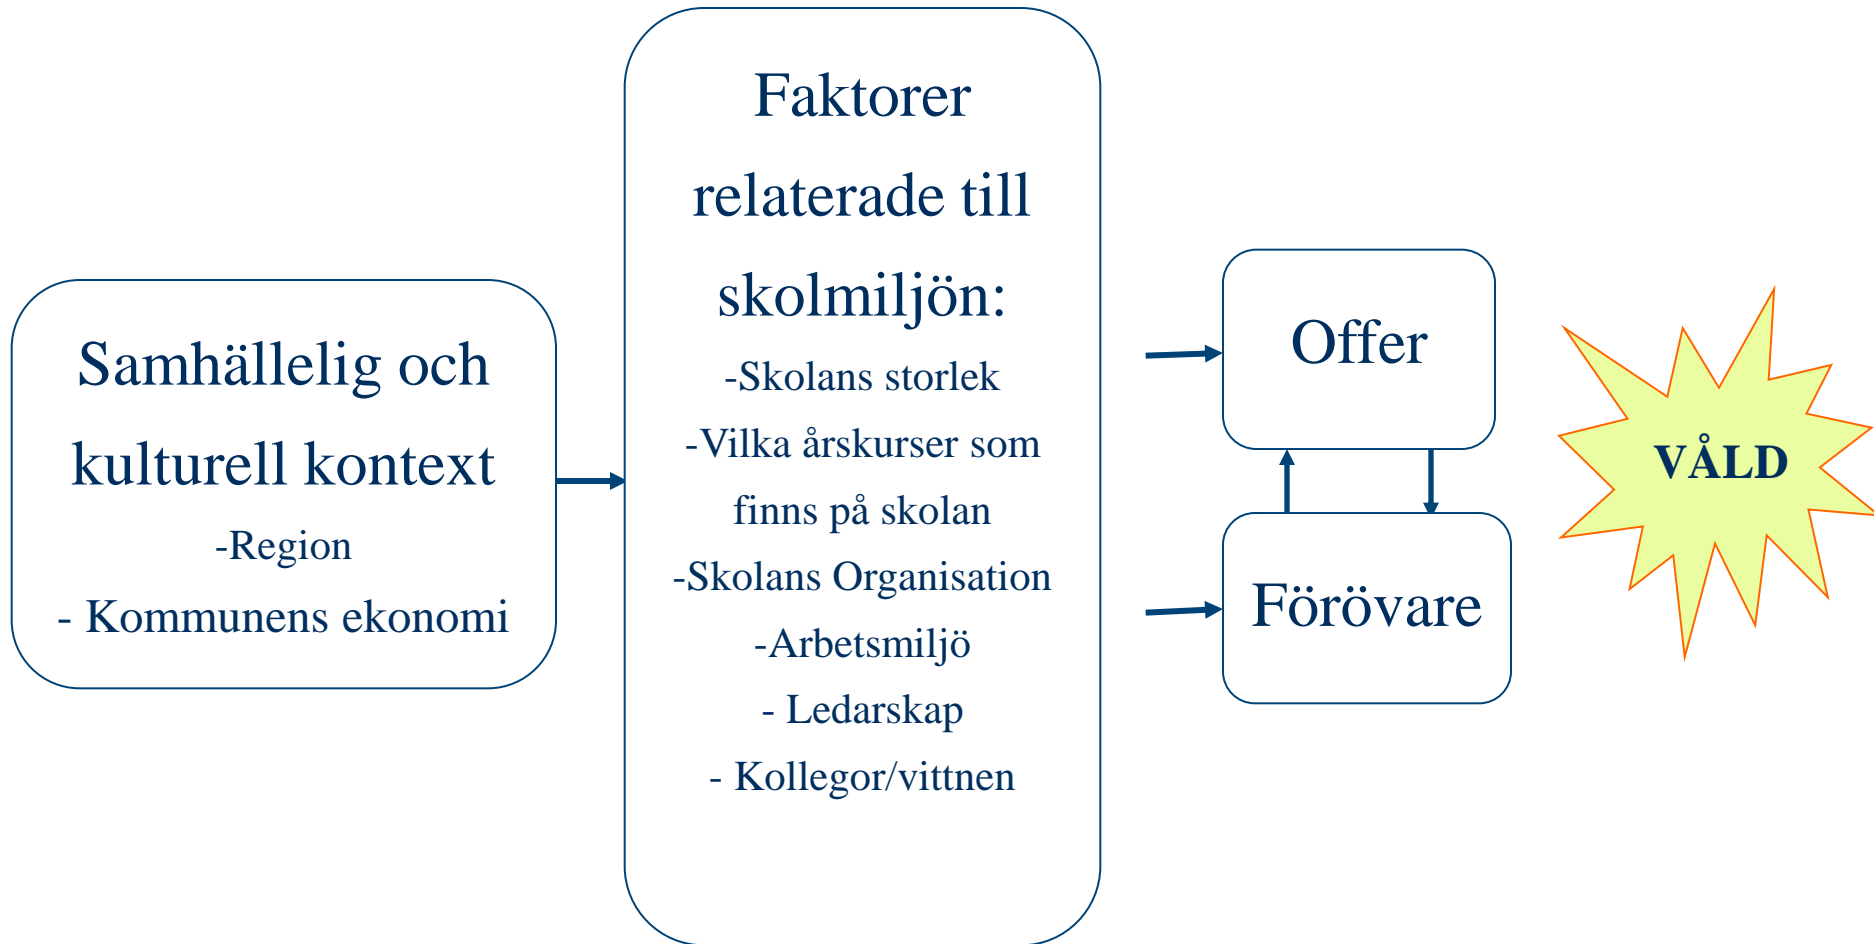 Samhällelig och
kulturell kontext
-Region
- Kommunens ekonomi
Faktorer
relaterade till
skolmiljön:
-Skolans storlek
-Vilka årskurser som
finns på skolan
-Skolans Organisation
-Arbetsmiljö
- Ledarskap
- Kollegor/vittnen
Offer
Förövare
VÅLD